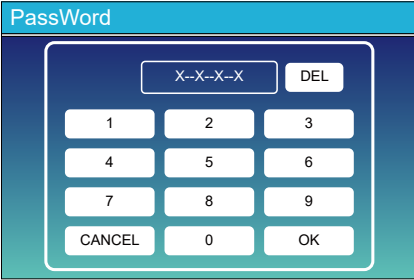 PassWord
X--X--X--X DEL
1 2 3
4 5 6
7 8 9
CANCEL 0 OK